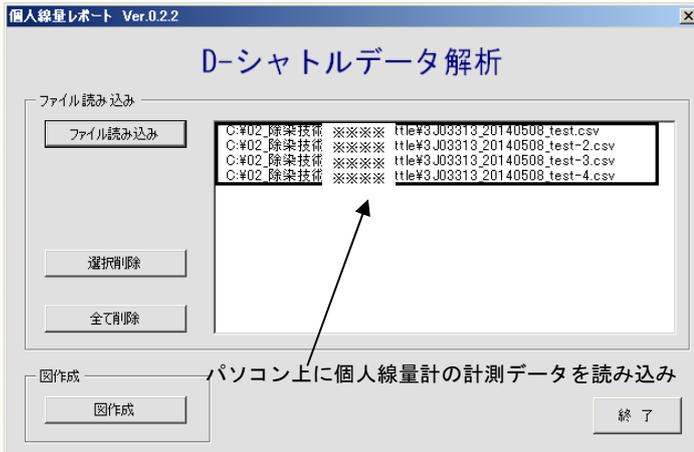 個人線量レポート Ver.0.2.2
D-シャトルデータ解析
ファイル読み込み
ファイル読み込み
C:¥02_除染技術 ※※※※ ttle¥3J03313_20140508_test.csv
C:¥02_除染技術 ※※※※ ttle¥3J03313_20140508_test-2.csv
C:¥02_除染技術 ※※※※ ttle¥3J03313_20140508_test-3.csv
C:¥02_除染技術 ※※※※ ttle¥3J03313_20140508_test-4.csv
選択削除
全て削除
パソコン上に個人線量計の計測データを読み込み
図作成
図作成
終 了